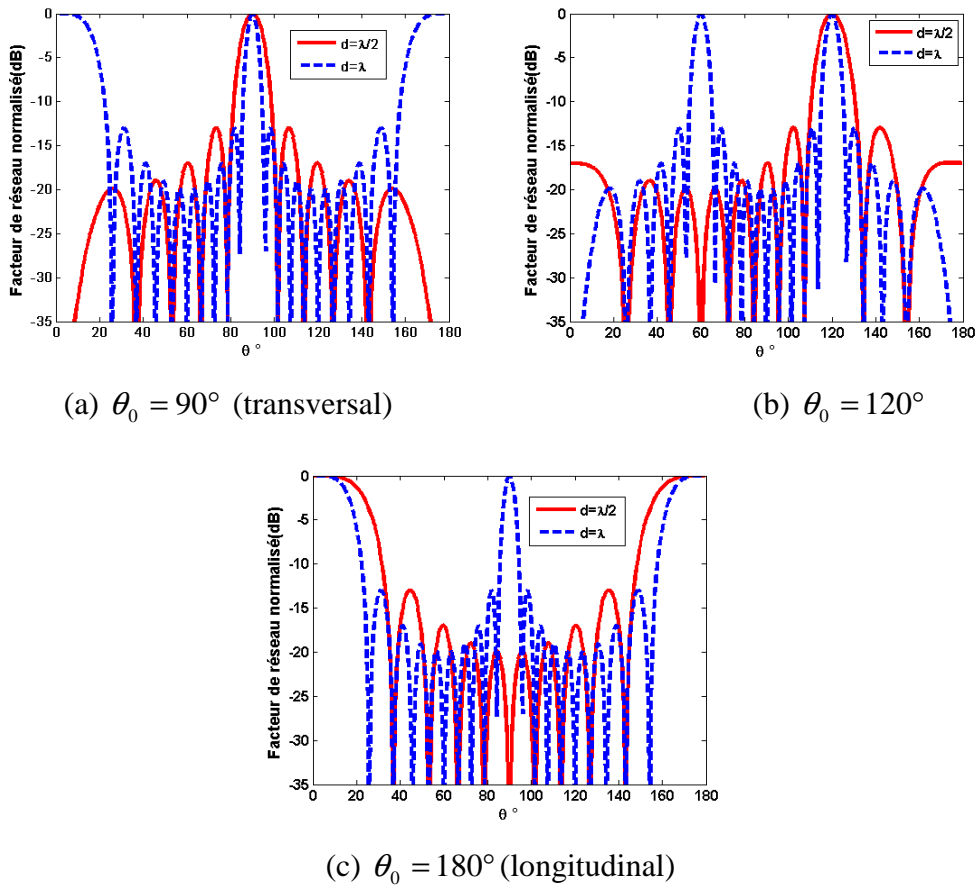 Facteur de réseau normalisé(dB)
0
-5
-10
-15
-20
-25
-30
-35
d=λ/2
d=λ
0 20 40 60 80 100 120 140 160 180
θ °
Facteur de réseau normalisé(dB)
0
-5
-10
-15
-20
-25
-30
-35
d=λ/2
d=λ
0 20 40 60 80 100 120 140 160 180
θ °
(a) θ₀ = 90° (transversal)
(b) θ₀ = 120°
Facteur de réseau normalisé(dB)
0
-5
-10
-15
-20
-25
-30
-35
d=λ/2
d=λ
0 20 40 60 80 100 120 140 160 180
θ °
(c) θ₀ = 180° (longitudinal)